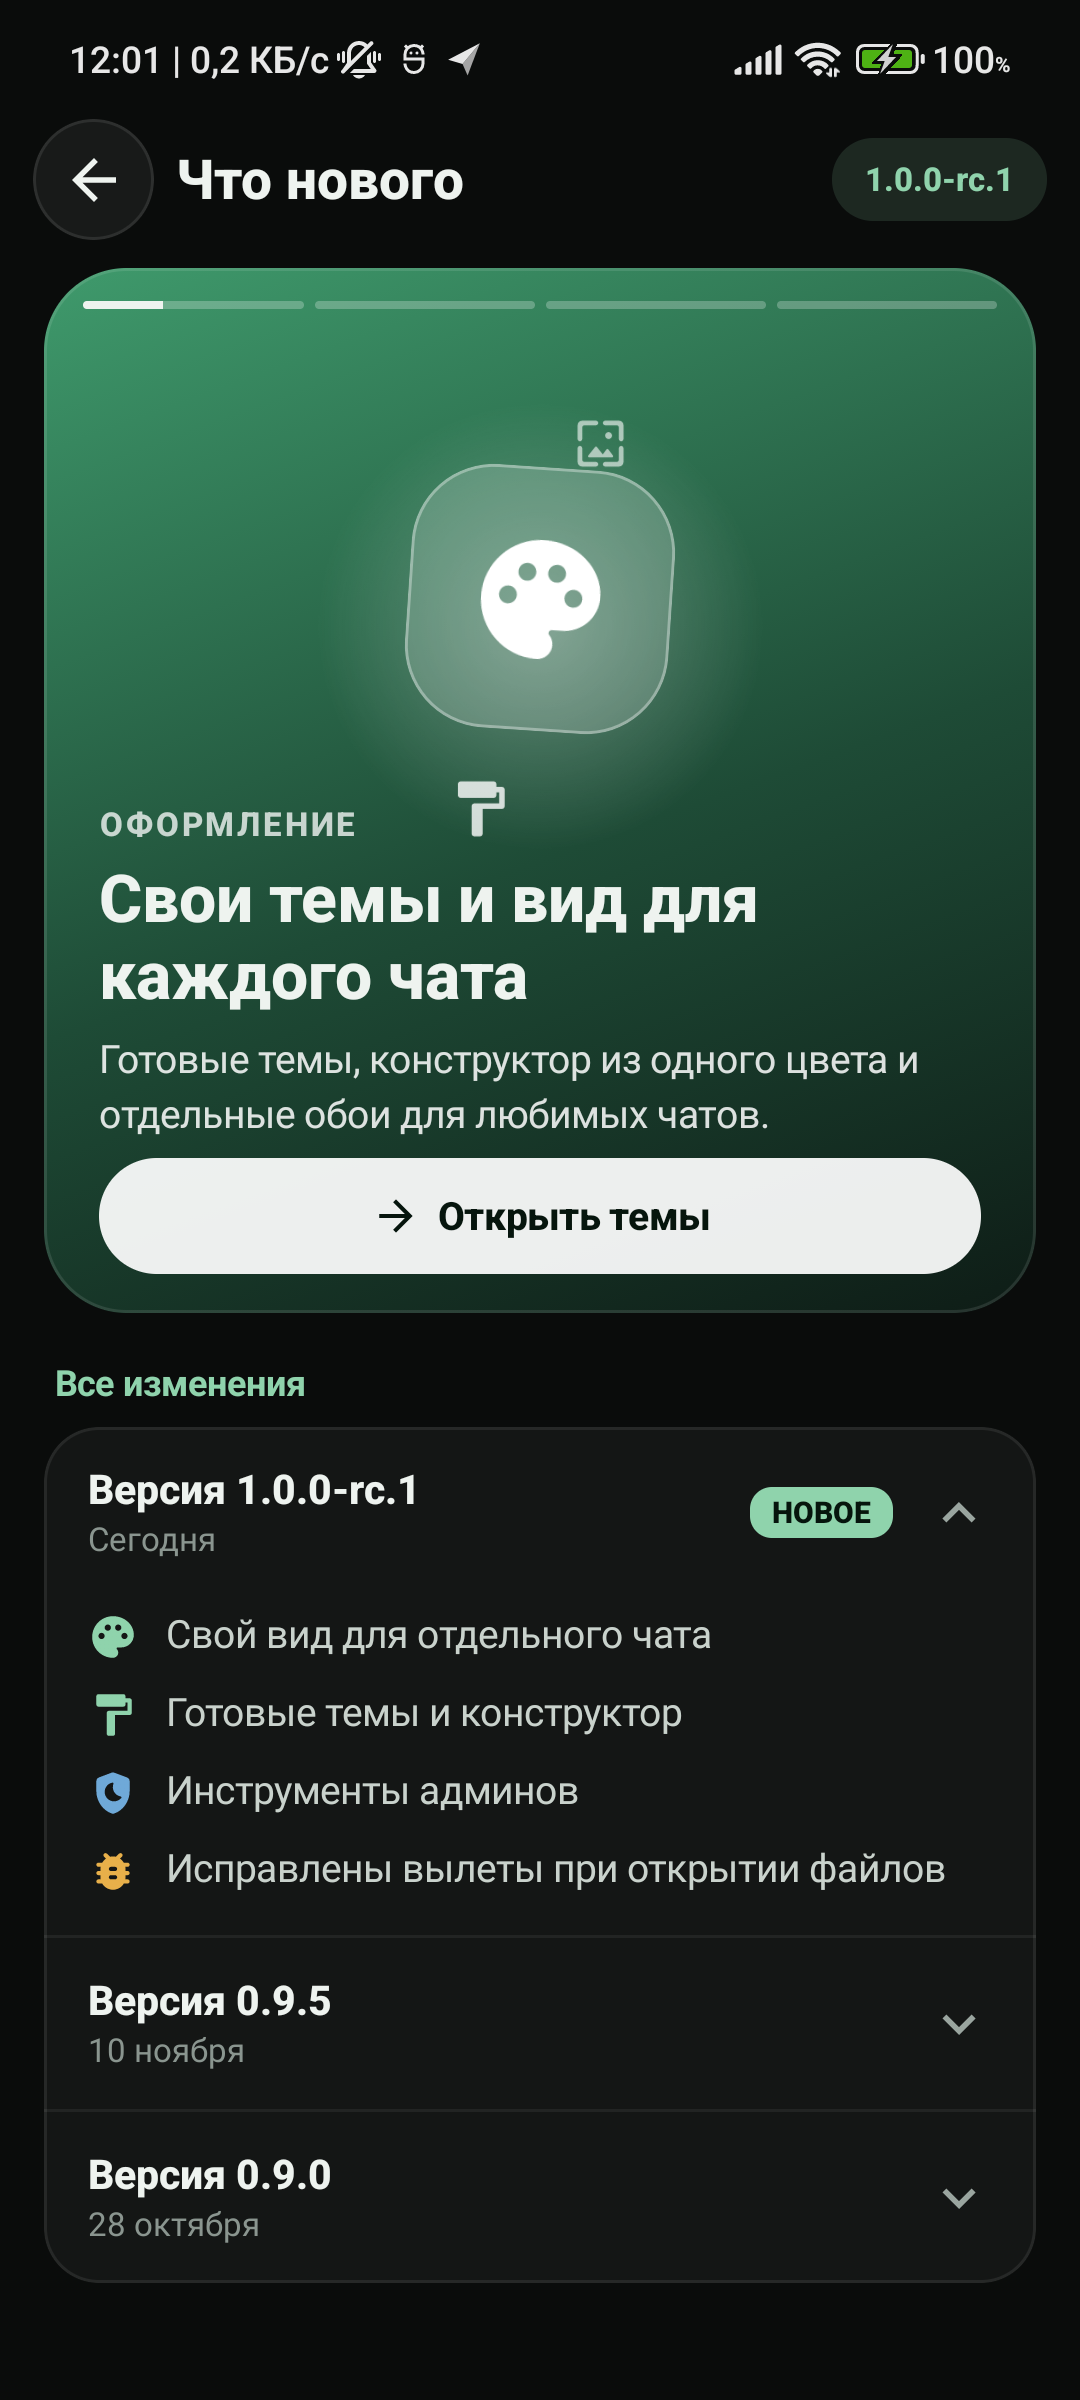 12:01 | 0,2 КБ/с
100%
Что нового
1.0.0-rc.1
ОФОРМЛЕНИЕ
Свои темы и вид для
каждого чата
Готовые темы, конструктор из одного цвета и
отдельные обои для любимых чатов.
Открыть темы
Все изменения
Версия 1.0.0-rc.1
НОВОЕ
Сегодня
Свой вид для отдельного чата
Готовые темы и конструктор
Инструменты админов
Исправлены вылеты при открытии файлов
Версия 0.9.5
10 ноября
Версия 0.9.0
28 октября